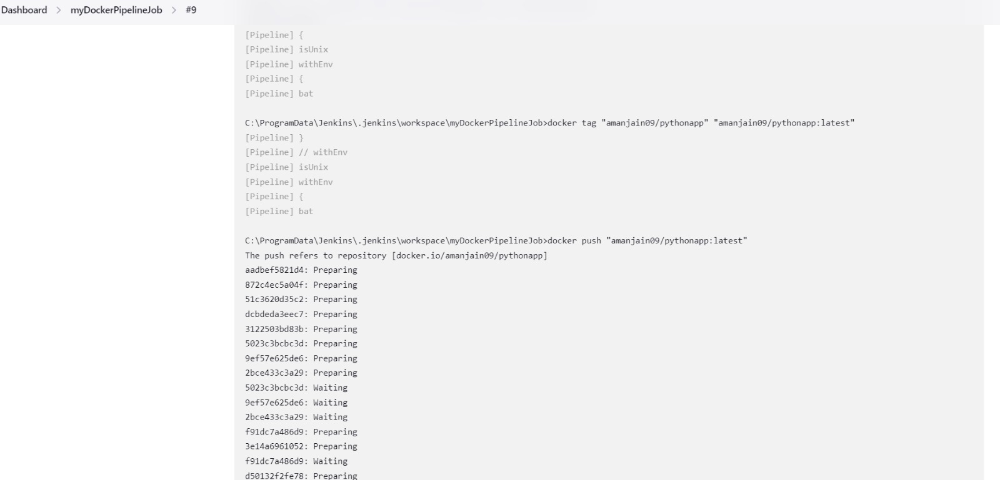 Dashboard > myDockerPipelineJob > #9
[Pipeline] {
[Pipeline] isUnix
[Pipeline] withEnv
[Pipeline] {
[Pipeline] bat
C:\ProgramData\Jenkins\.jenkins\workspace\myDockerPipelineJob>docker tag "amanjain09/pythonapp" "amanjain09/pythonapp:latest"
[Pipeline] }
[Pipeline] // withEnv
[Pipeline] isUnix
[Pipeline] withEnv
[Pipeline] {
[Pipeline] bat
C:\ProgramData\Jenkins\.jenkins\workspace\myDockerPipelineJob>docker push "amanjain09/pythonapp:latest"
The push refers to repository [docker.io/amanjain09/pythonapp]
aadbef5821d4: Preparing
872c4ec5a04f: Preparing
51c3620d35c2: Preparing
dcbdeda3eec7: Preparing
3122503bd83b: Preparing
5023c3bcbc3d: Preparing
9ef57e625de6: Preparing
2bce433c3a29: Preparing
5023c3bcbc3d: Waiting
9ef57e625de6: Waiting
2bce433c3a29: Waiting
f91dc7a486d9: Preparing
3e14a6961052: Preparing
f91dc7a486d9: Waiting
d50132f2fe78: Preparing